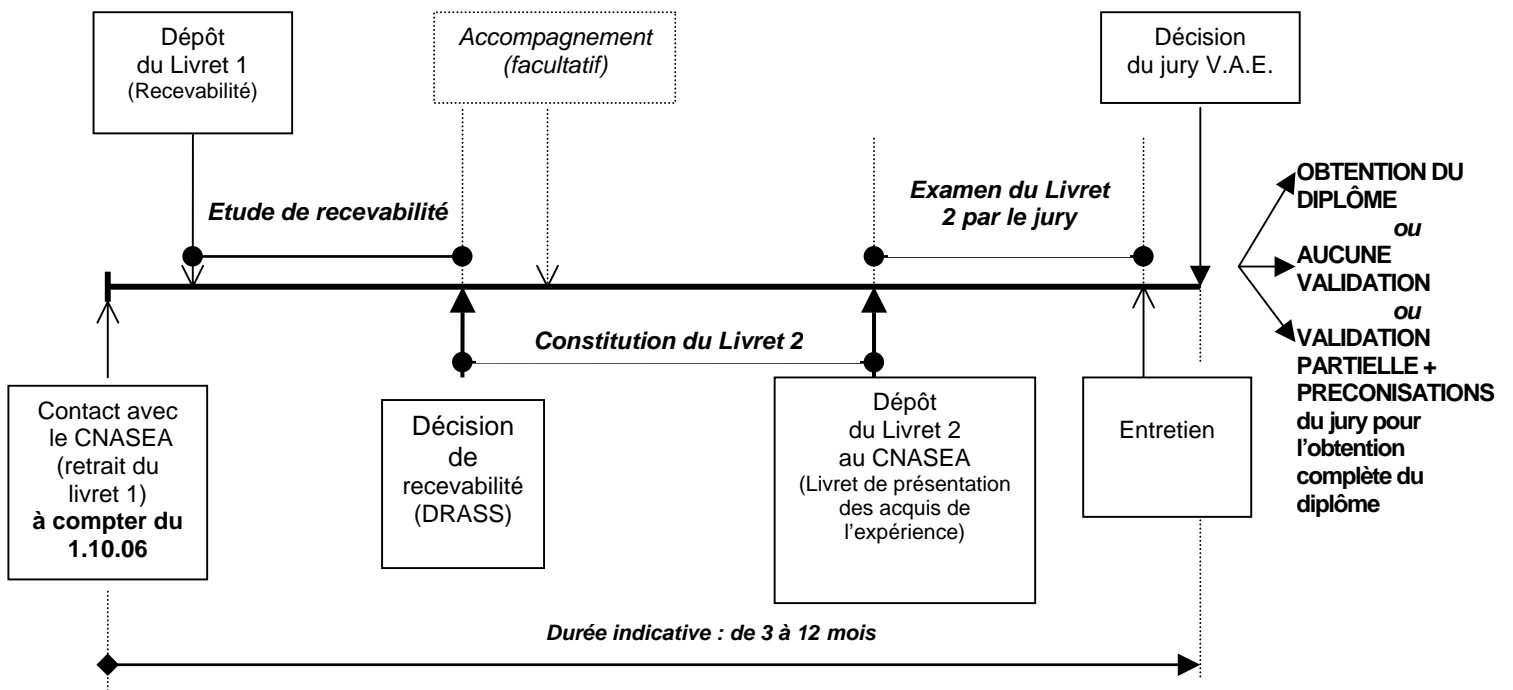 Dépôt
du Livret 1
(Recevabilité)
Accompagnement
(facultatif)
Décision
du jury V.A.E.
Etude de recevabilité
Examen du Livret
2 par le jury
OBTENTION DU
DIPLÔME
ou
AUCUNE
VALIDATION
ou
VALIDATION
PARTIELLE +
PRECONISATIONS
du jury pour
l'obtention
complète du
diplôme
Constitution du Livret 2
Contact avec
le CNASEA
(retrait du
livret 1)
à compter du
1.10.06
Décision
de
recevabilité
(DRASS)
Dépôt
du Livret 2
au CNASEA
(Livret de présentation
des acquis de
l'expérience)
Entretien
Durée indicative : de 3 à 12 mois